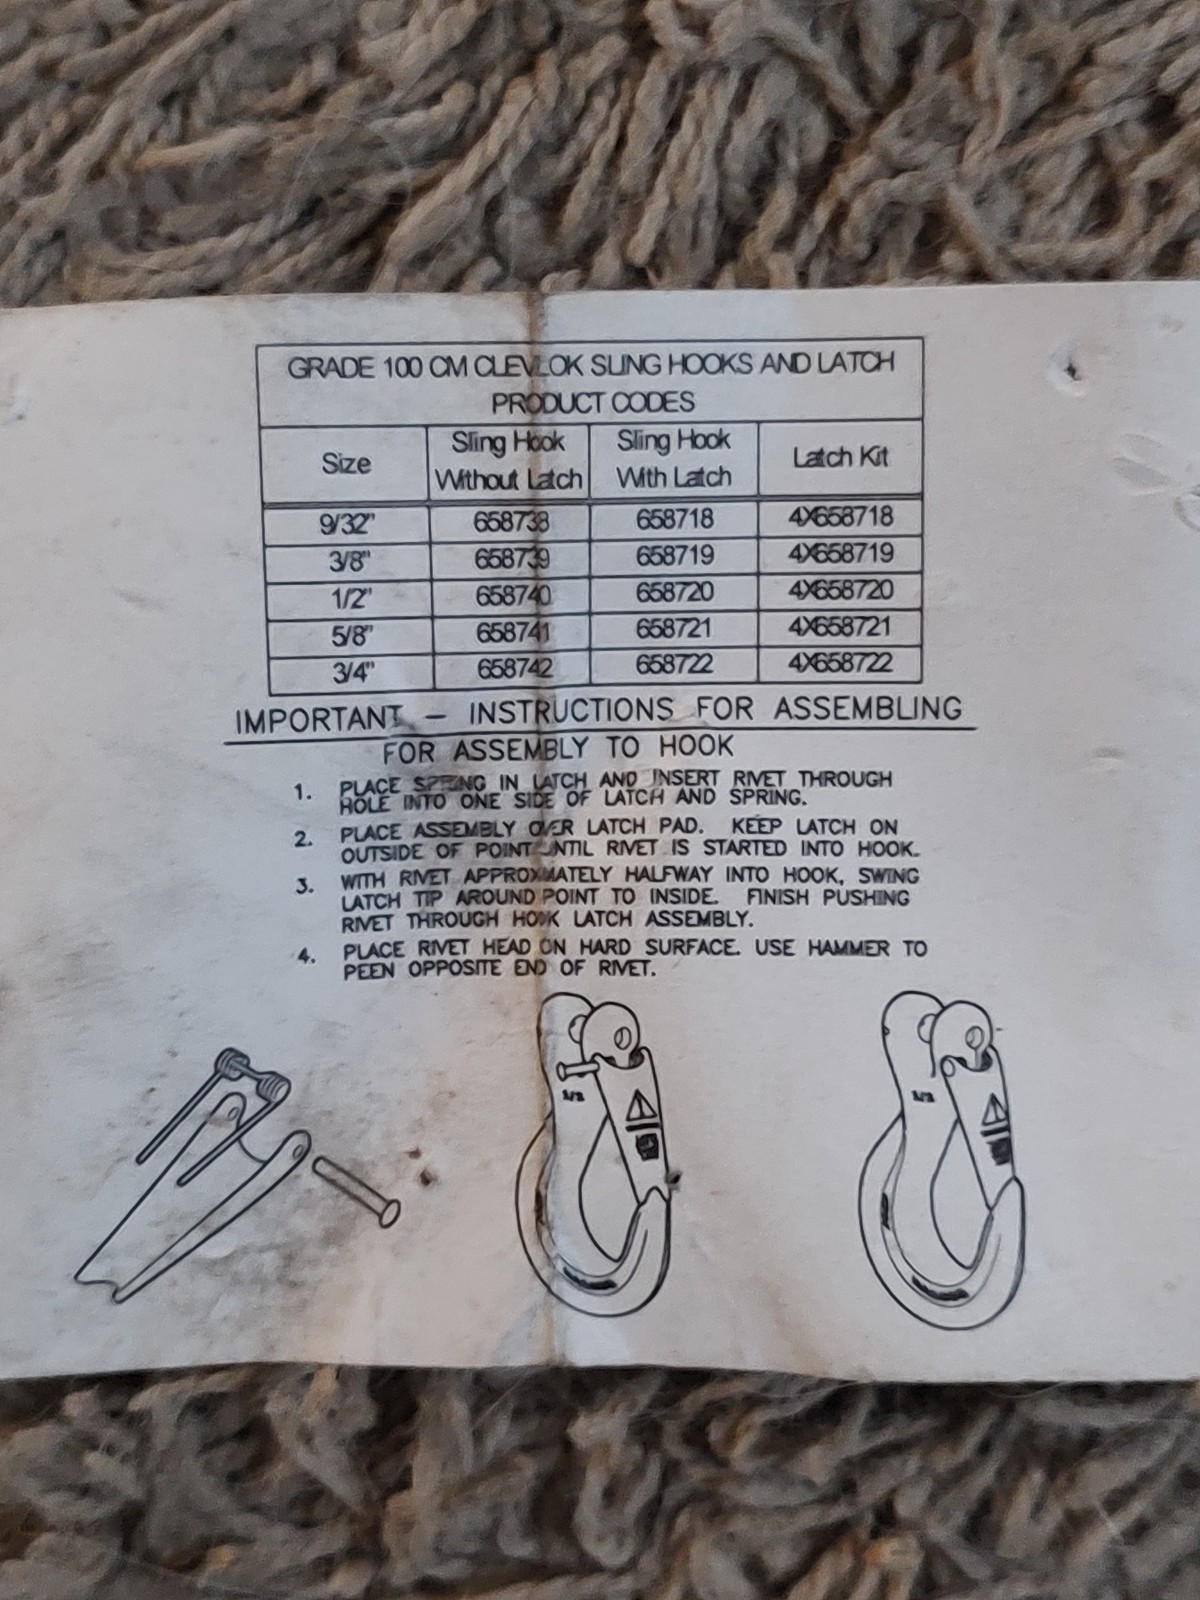 GRADE 100 CM CLEVLOK SLING HOOKS AND LATCH
PRODUCT CODES
Size Sling Hook Without Latch Sling Hook With Latch Latch Kit
9/32" 658738 658718 4X658718
3/8" 658739 658719 4X658719
1/2" 658740 658720 4X658720
5/8" 658741 658721 4X658721
3/4" 658742 658722 4X658722
IMPORTANT - INSTRUCTIONS FOR ASSEMBLING
FOR ASSEMBLY TO HOOK
1. PLACE SPRING IN LATCH AND INSERT RIVET THROUGH
HOLE INTO ONE SIDE OF LATCH AND SPRING.
2. PLACE ASSEMBLY OVER LATCH PAD. KEEP LATCH ON
OUTSIDE OF POINT UNTIL RIVET IS STARTED INTO HOOK.
3. WITH RIVET APPROXMATELY HALFWAY INTO HOOK, SWING
LATCH TIP AROUND POINT TO INSIDE. FINISH PUSHING
RIVET THROUGH HOOK LATCH ASSEMBLY.
4. PLACE RIVET HEAD ON HARD SURFACE. USE HAMMER TO
PEEN OPPOSITE END OF RIVET.
1/2 1/2